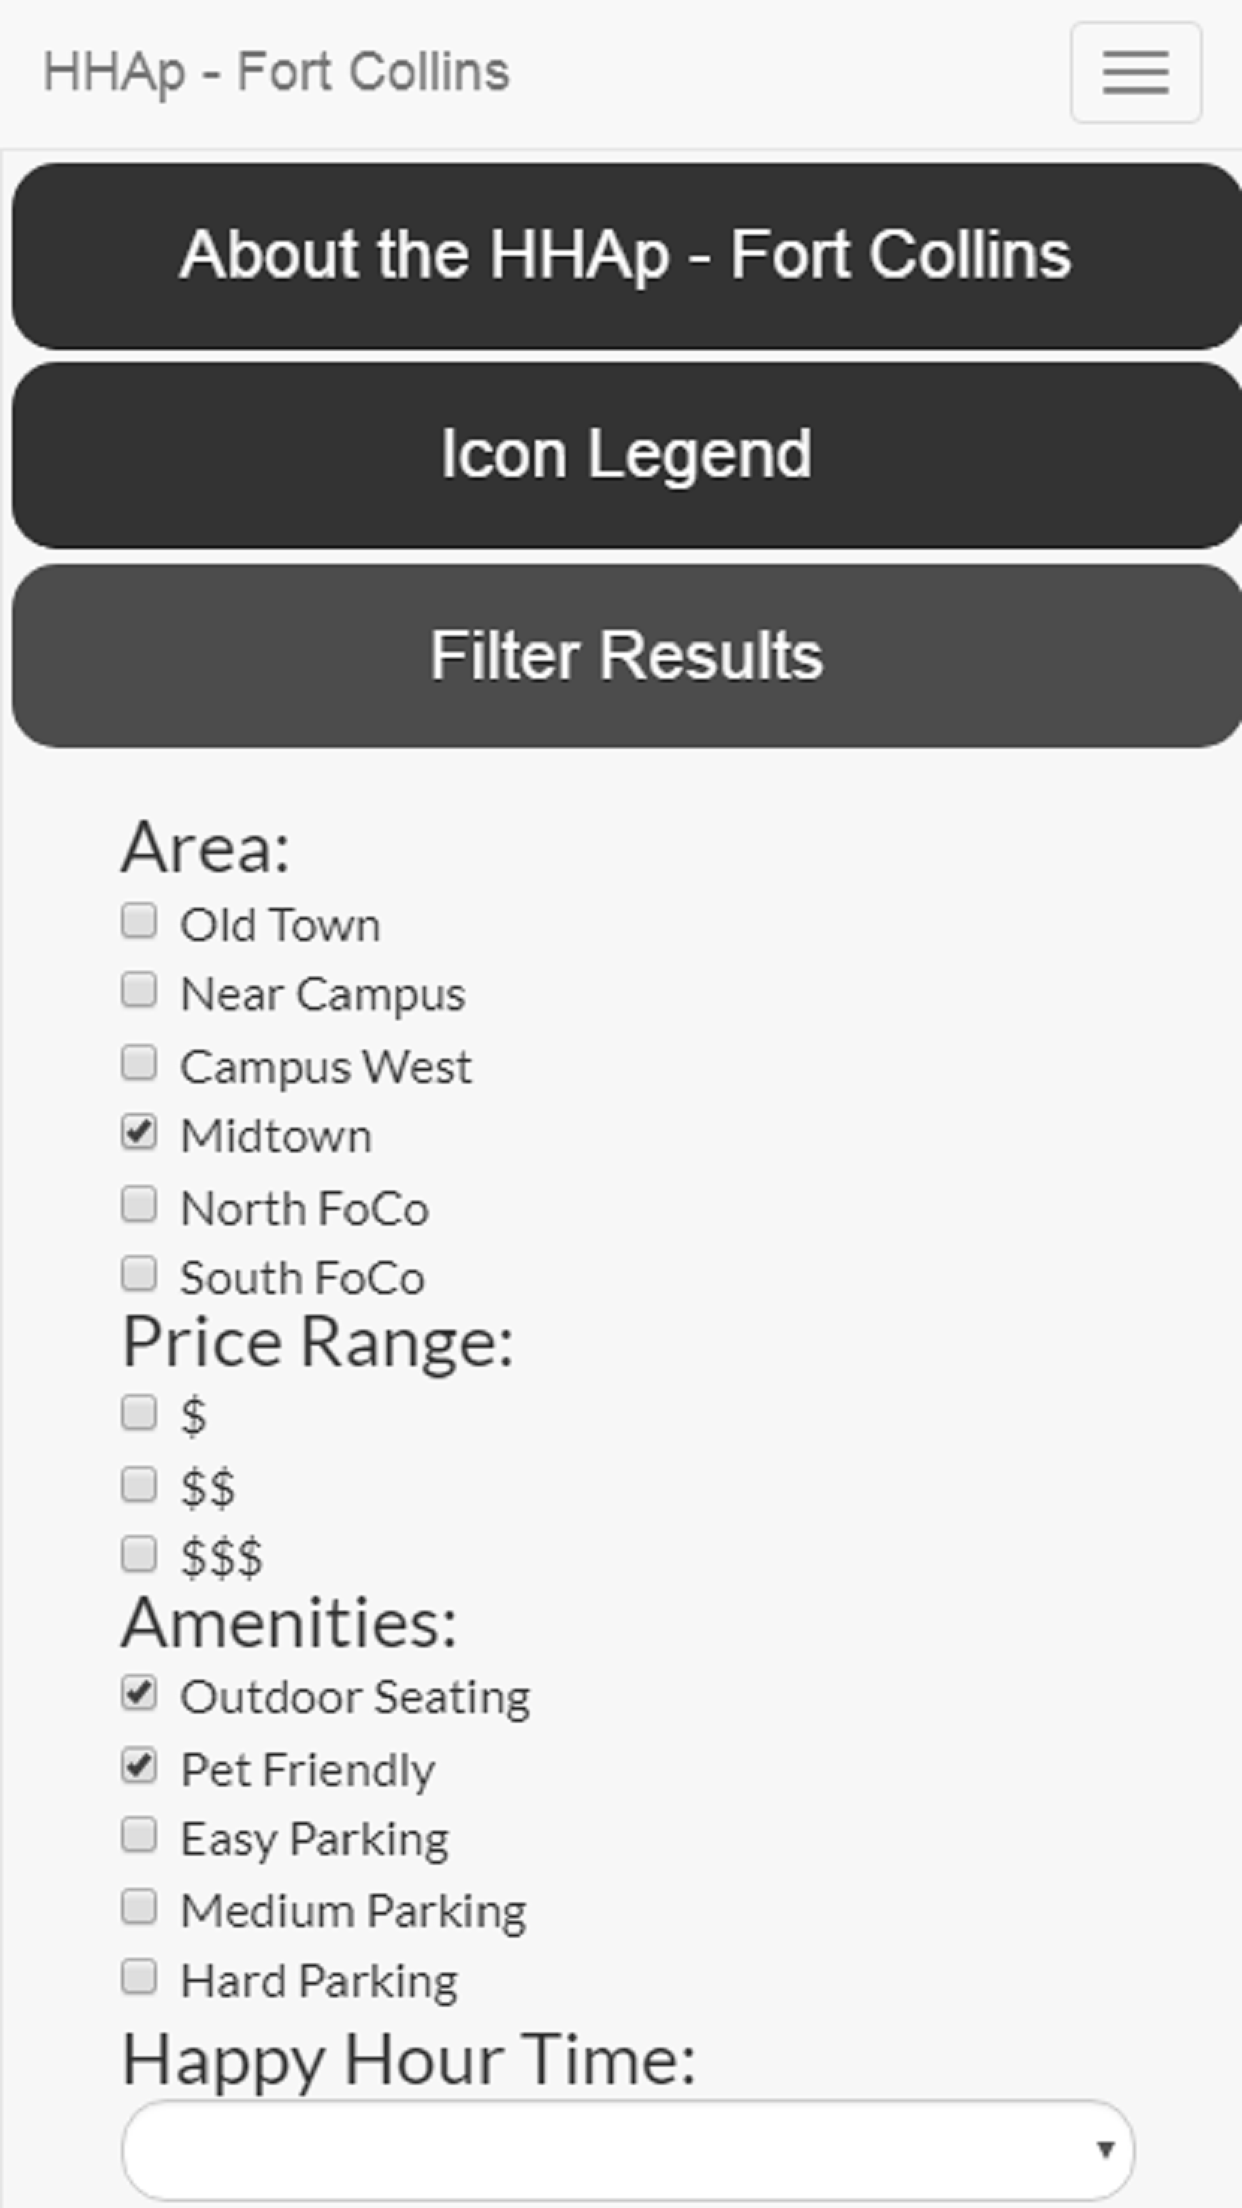 HHAp - Fort Collins
About the HHAp - Fort Collins
Icon Legend
Filter Results
Area:
Old Town
Near Campus
Campus West
Midtown
North FoCo
South FoCo
Price Range:
$
$$
$$$
Amenities:
Outdoor Seating
Pet Friendly
Easy Parking
Medium Parking
Hard Parking
Happy Hour Time: